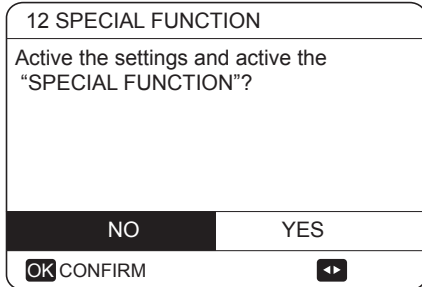 12 SPECIAL FUNCTION
Active the settings and active the
“SPECIAL FUNCTION”?
NO YES
OK CONFIRM